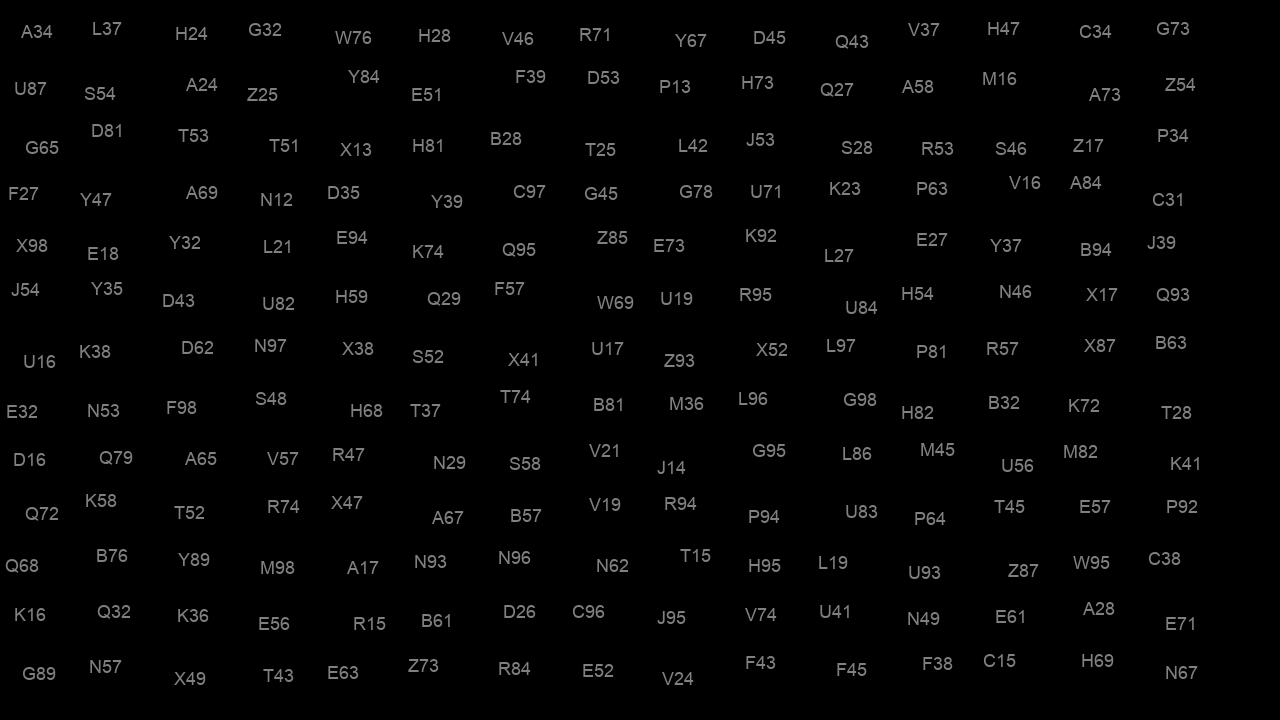 A34 L37 H24 G32 W76 H28 V46 R71 Y67 D45 Q43 V37 H47 C34 G73
U87 S54 A24 Z25 Y84 E51 F39 D53 P13 H73 Q27 A58 M16 A73 Z54
G65 D81 T53 T51 X13 H81 B28 T25 L42 J53 S28 R53 S46 Z17 P34
F27 Y47 A69 N12 D35 Y39 C97 G45 G78 U71 K23 P63 V16 A84 C31
X98 E18 Y32 L21 E94 K74 Q95 Z85 E73 K92 L27 E27 Y37 B94 J39
J54 Y35 D43 U82 H59 Q29 F57 W69 U19 R95 U84 H54 N46 X17 Q93
U16 K38 D62 N97 X38 S52 X41 U17 Z93 X52 L97 P81 R57 X87 B63
E32 N53 F98 S48 H68 T37 T74 B81 M36 L96 G98 H82 B32 K72 T28
D16 Q79 A65 V57 R47 N29 S58 V21 J14 G95 L86 M45 U56 M82 K41
Q72 K58 T52 R74 X47 A67 B57 V19 R94 P94 U83 P64 T45 E57 P92
Q68 B76 Y89 M98 A17 N93 N96 N62 T15 H95 L19 U93 Z87 W95 C38
K16 Q32 K36 E56 R15 B61 D26 C96 J95 V74 U41 N49 E61 A28 E71
G89 N57 X49 T43 E63 Z73 R84 E52 V24 F43 F45 F38 C15 H69 N67